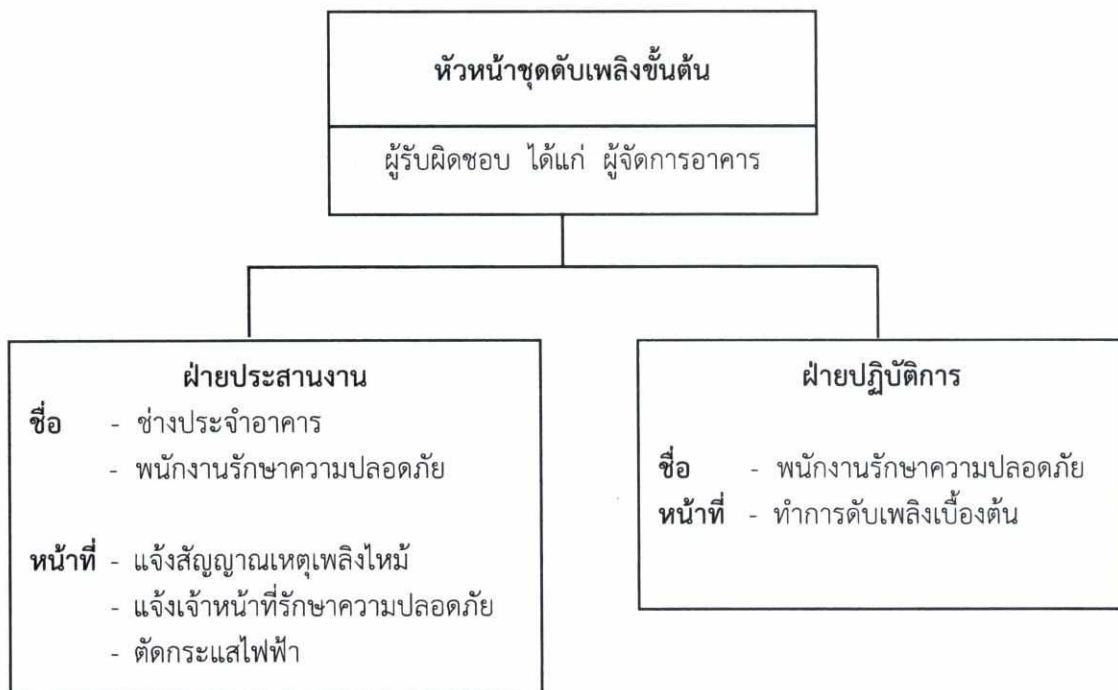 หัวหน้าชุดดับเพลิงขั้นต้น
ผู้รับผิดชอบ ได้แก่ ผู้จัดการอาคาร
ฝ่ายประสานงาน
ชื่อ - ช่างประจำอาคาร
- พนักงานรักษาความปลอดภัย
หน้าที่ - แจ้งสัญญาณเหตุเพลิงไหม้
- แจ้งเจ้าหน้าที่รักษาความปลอดภัย
- ตัดกระแสไฟฟ้า
ฝ่ายปฏิบัติการ
ชื่อ - พนักงานรักษาความปลอดภัย
หน้าที่ - ทำการดับเพลิงเบื้องต้น